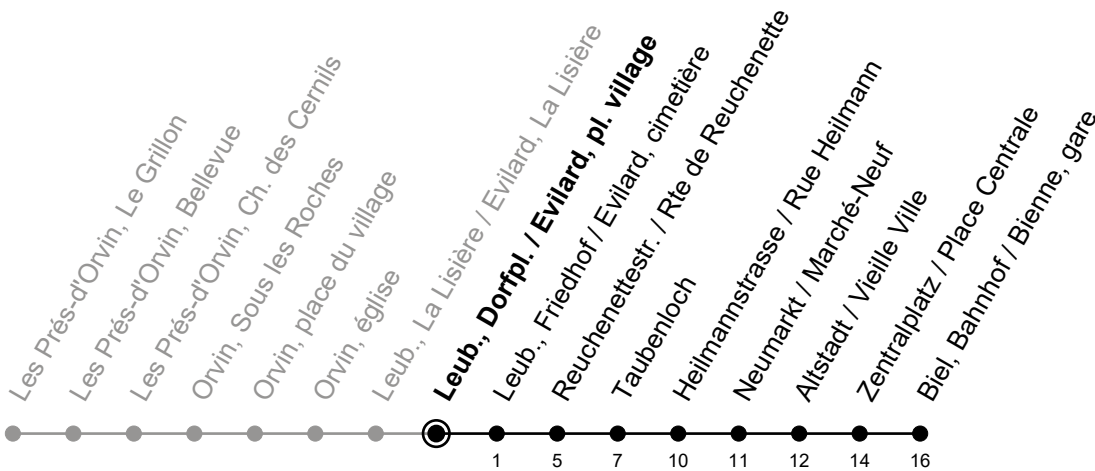 Les Prés-d'Orvin, Le Grillon
Les Prés-d'Orvin, Bellevue
Les Prés-d'Orvin, Ch. des Cernils
Orvin, Sous les Roches
Orvin, place du village
Orvin, église
Leub., La Lisière / Evilard, La Lisière
Leub., Dorfpl. / Evilard, pl. village
Leub., Friedhof / Evilard, cimetière
Reuchenettestr. / Rte de Reuchenette
Taubenloch
Heilmannstrasse / Rue Heilmann
Neumarkt / Marché-Neuf
Altstadt / Vieille Ville
Zentralplatz / Place Centrale
Biel, Bahnhof / Bienne, gare
1 5 7 10 11 12 14 16